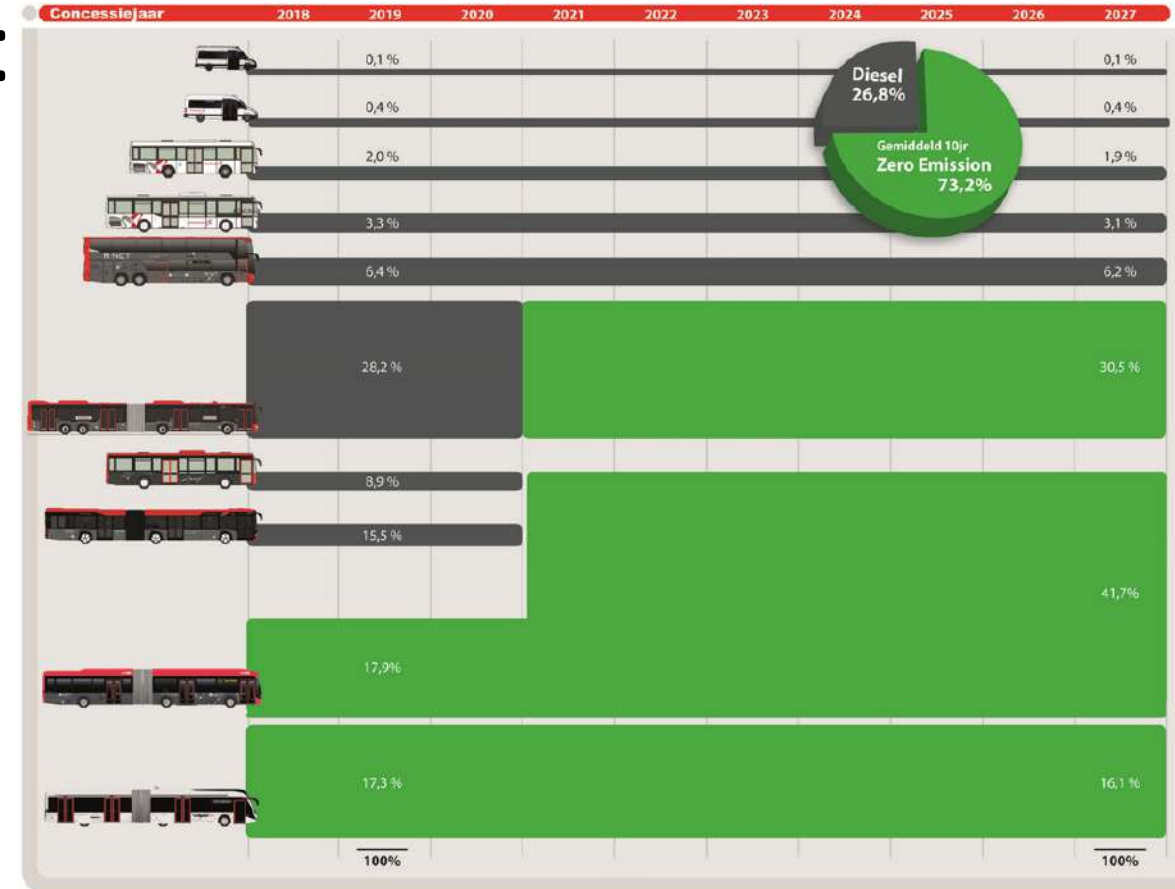 Concessiejaar 2018 2019 2020 2021 2022 2023 2024 2025 2026 2027
0,1 % 0,1 %
Diesel
26,8%
0,4 % 0,4 %
Gemiddeld 10jr
Zero Emission
73,2%
2,0 % 1,9 %
3,3 % 3,1 %
6,4 % 6,2 %
28,2 % 30,5 %
8,9 %
15,5 %
41,7%
17,9%
17,3 % 16,1 %
100% 100%